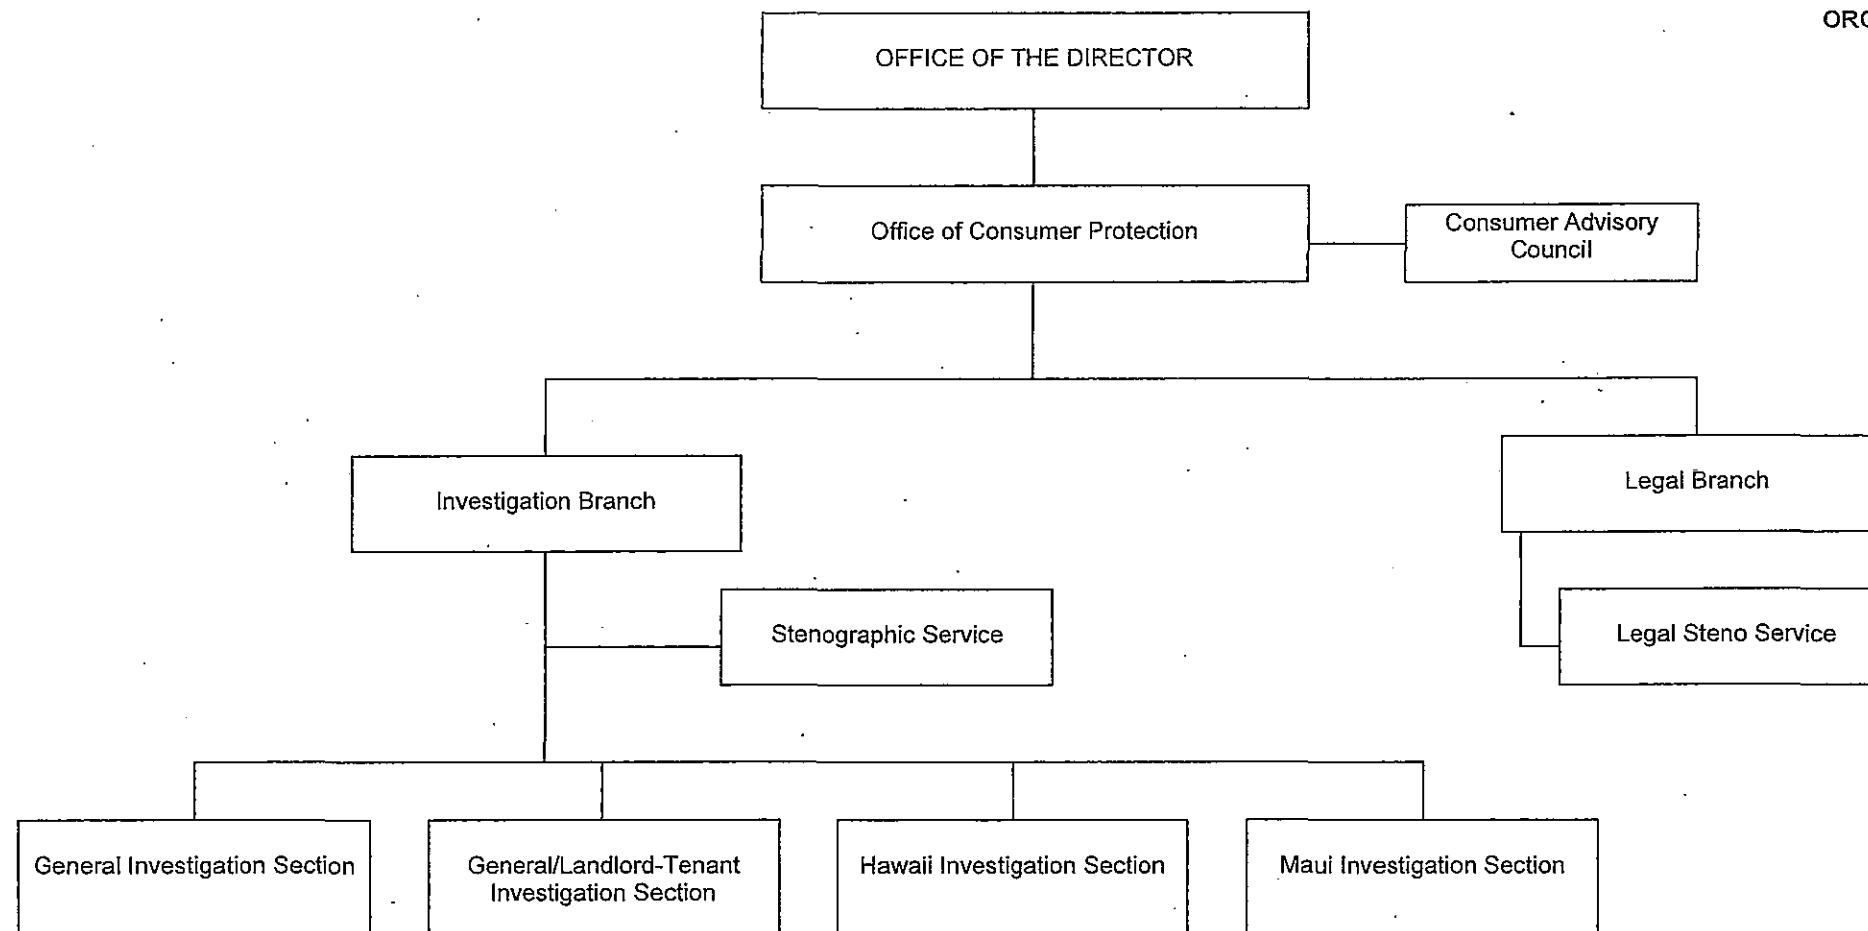 ORG
OFFICE OF THE DIRECTOR
Office of Consumer Protection
Consumer Advisory
Council
Investigation Branch
Legal Branch
Stenographic Service
Legal Steno Service
General Investigation Section
General/Landlord-Tenant
Investigation Section
Hawaii Investigation Section
Maui Investigation Section